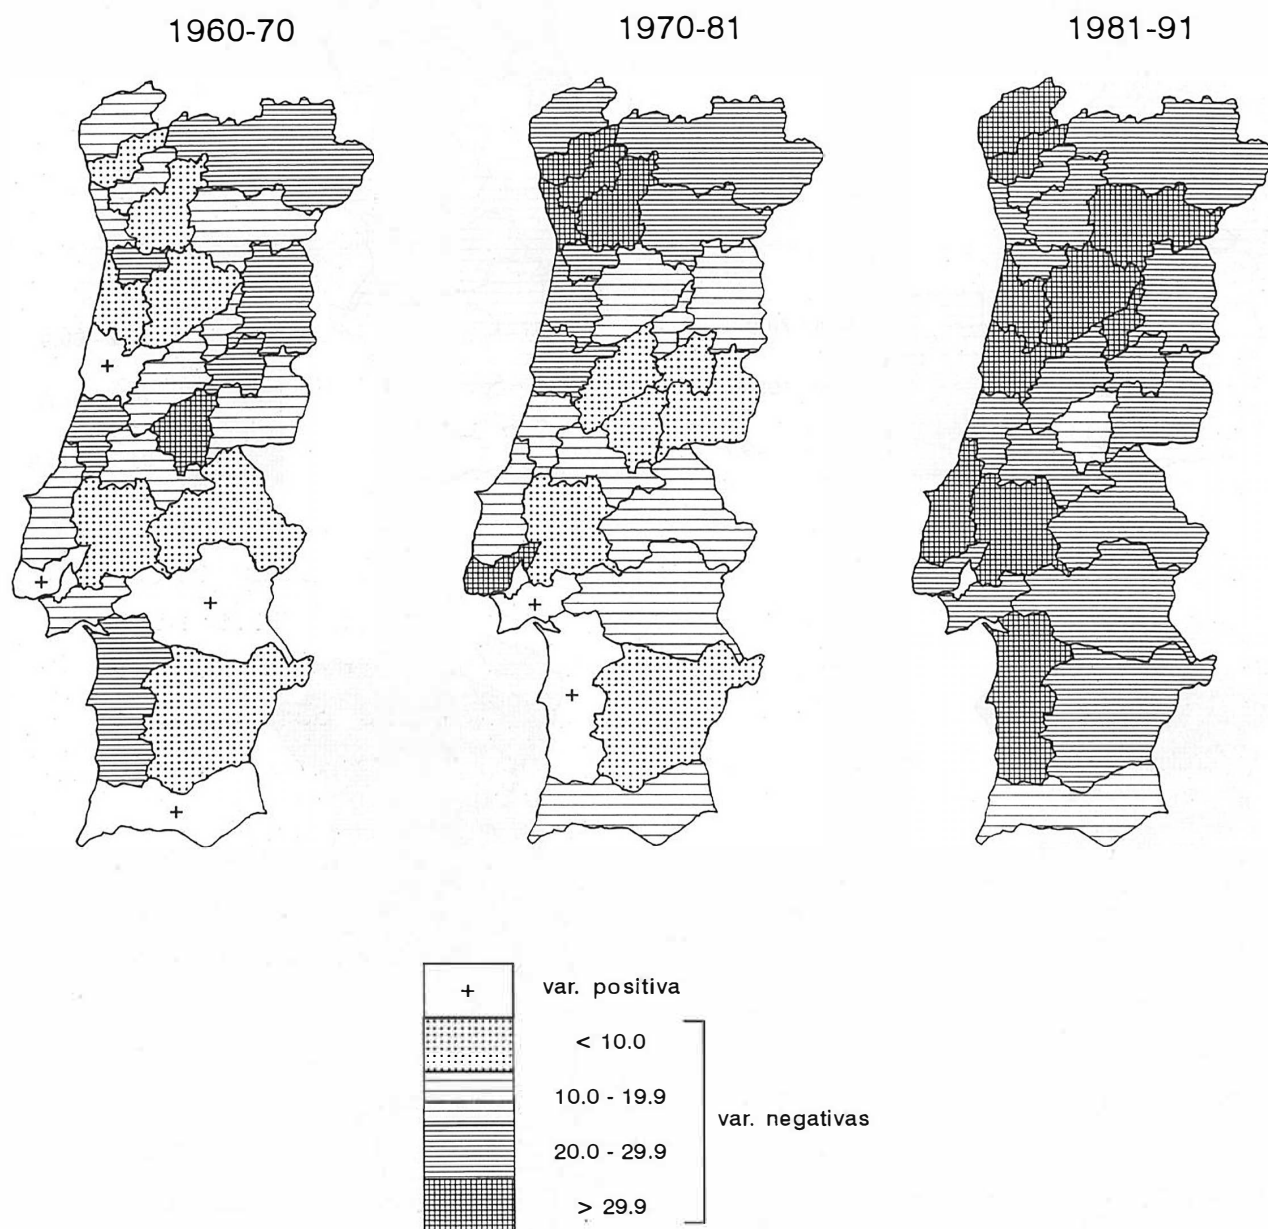 1960-70 1970-81 1981-91
+
+
+
+
+
+
+ var. positiva
< 10.0
10.0 - 19.9
var. negativas
20.0 - 29.9
> 29.9